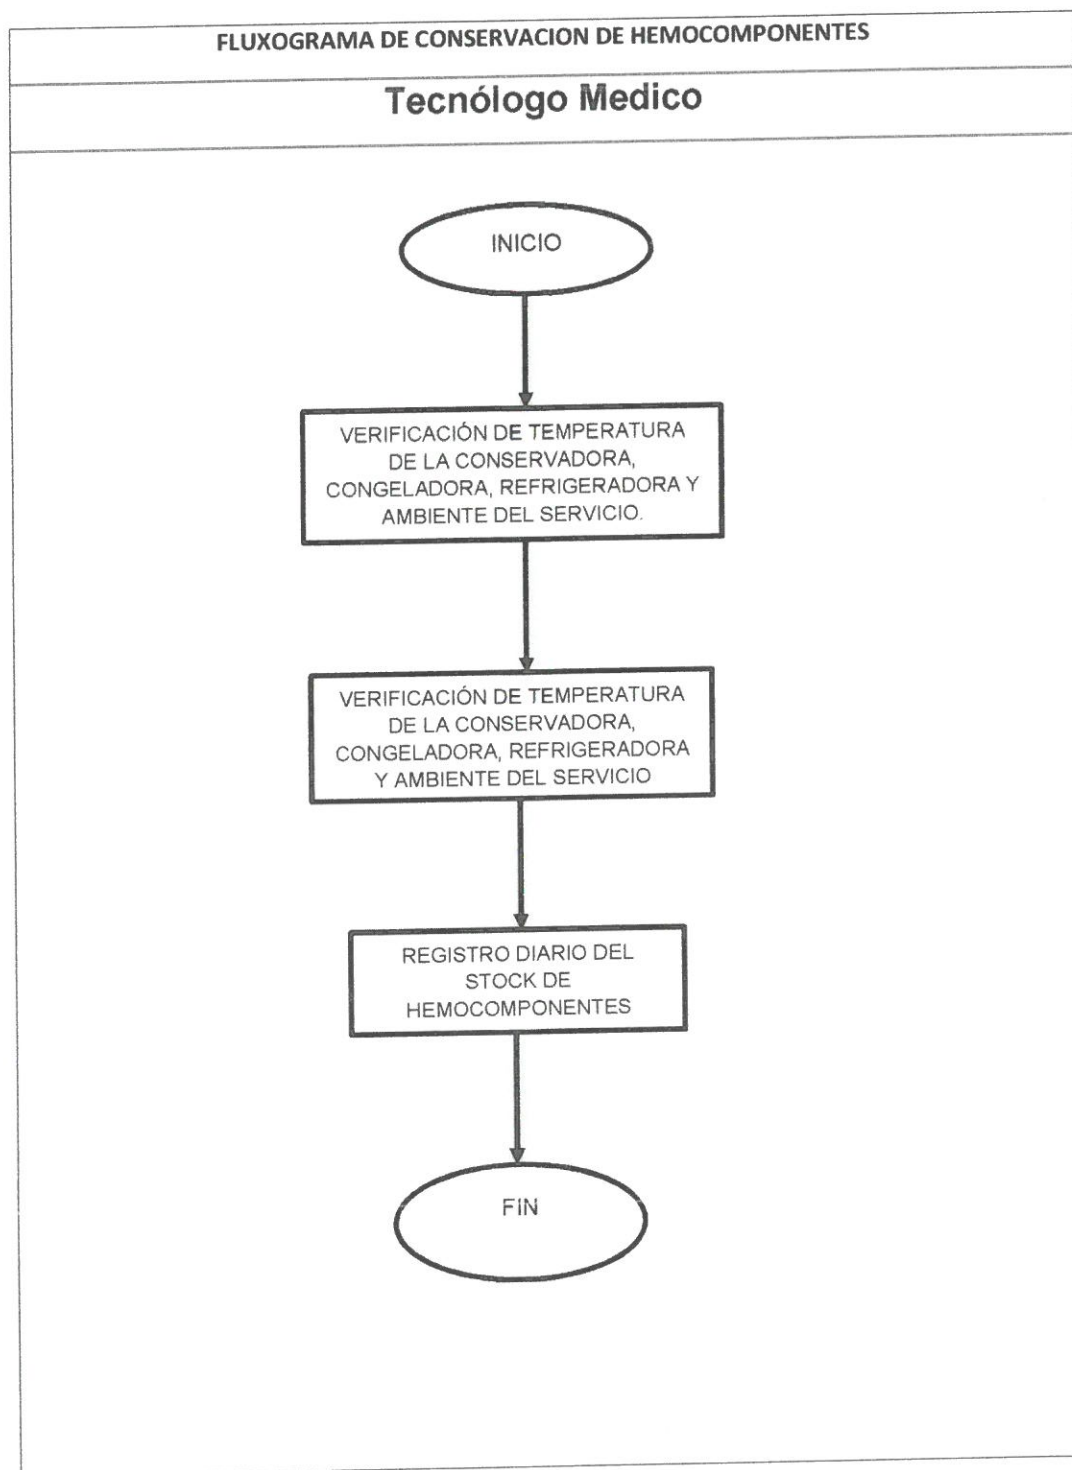 FLUXOGRAMA DE CONSERVACION DE HEMOCOMPONENTES
Tecnólogo Medico
INICIO
VERIFICACIÓN DE TEMPERATURA
DE LA CONSERVADORA,
CONGELADORA, REFRIGERADORA Y
AMBIENTE DEL SERVICIO.
VERIFICACIÓN DE TEMPERATURA
DE LA CONSERVADORA,
CONGELADORA, REFRIGERADORA
Y AMBIENTE DEL SERVICIO
REGISTRO DIARIO DEL
STOCK DE
HEMOCOMPONENTES
FIN